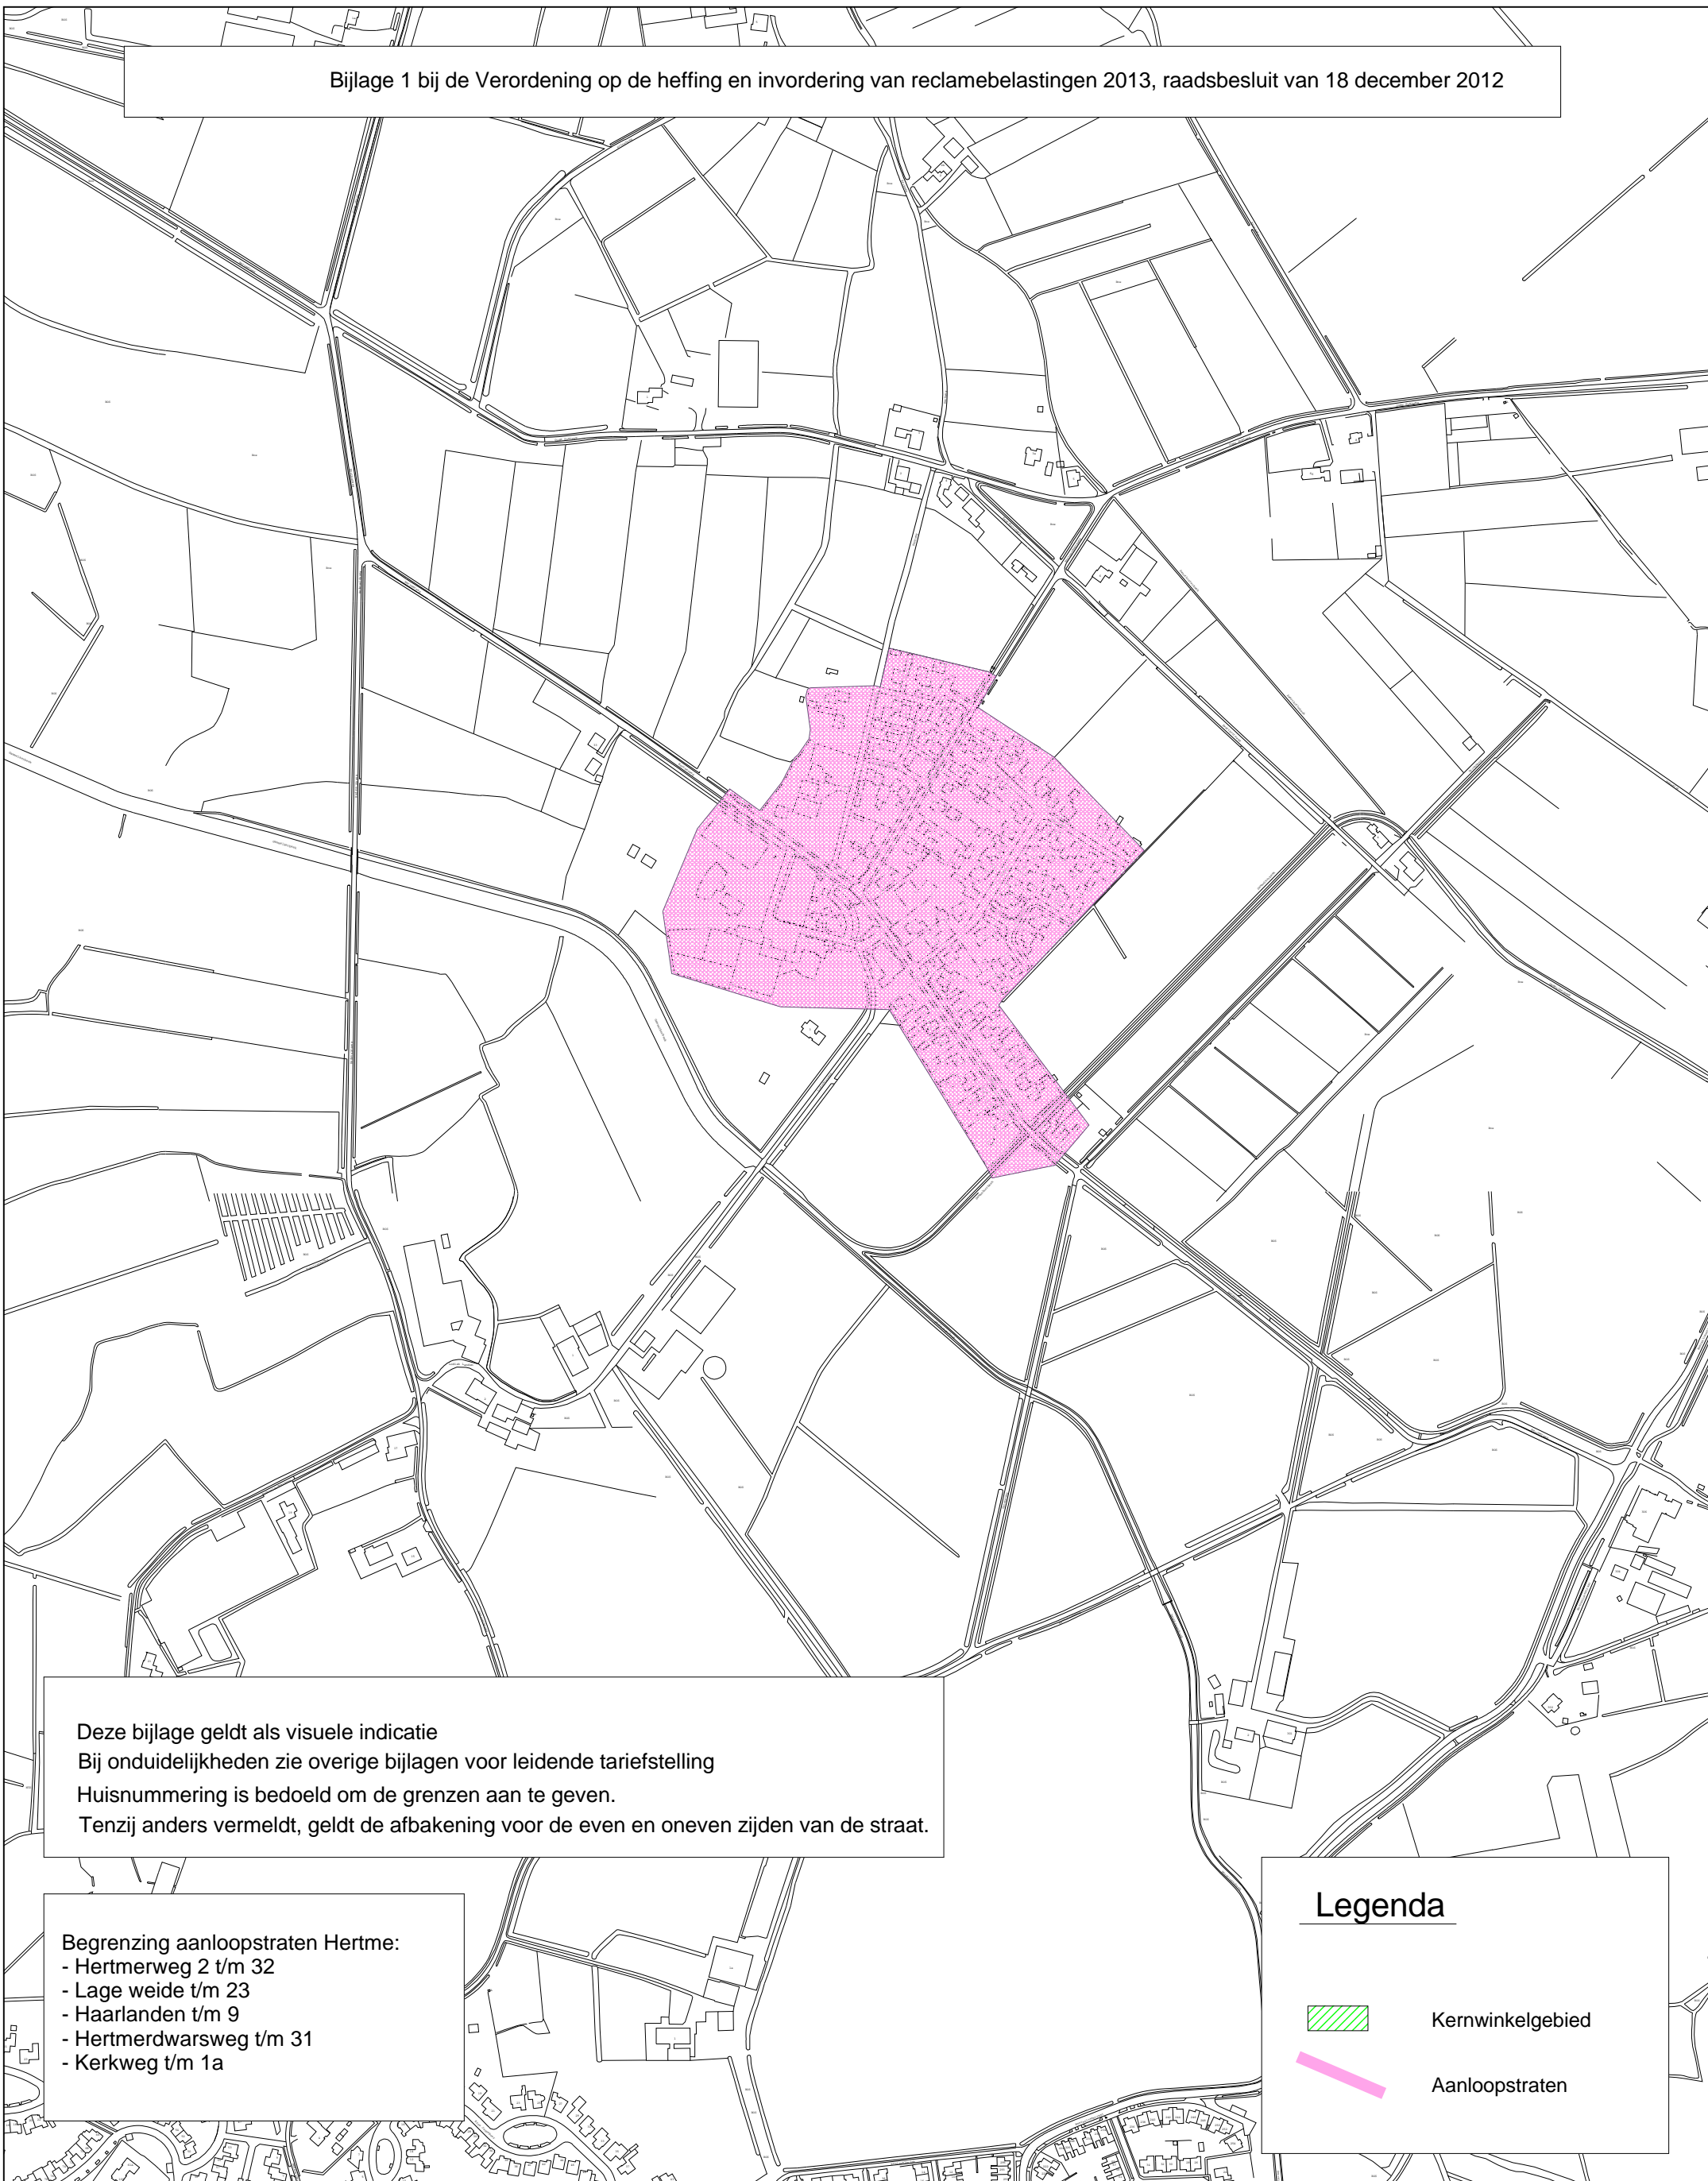 Bijlage 1 bij de Verordening op de heffing en invordering van reclamebelastingen 2013, raadsbesluit van 18 december 2012
Deze bijlage geldt als visuele indicatie
Bij onduidelijkheden zie overige bijlagen voor leidende tariefstelling
Huisnummering is bedoeld om de grenzen aan te geven.
Tenzij anders vermeldt, geldt de afbakening voor de even en oneven zijden van de straat.
Begrenzing aanloopstraten Hertme:
- Hertmerweg 2 t/m 32
- Lage weide t/m 23
- Haarlanden t/m 9
- Hertmerdwarsweg t/m 31
- Kerkweg t/m 1a
Legenda
Kernwinkelgebied
Aanloopstraten